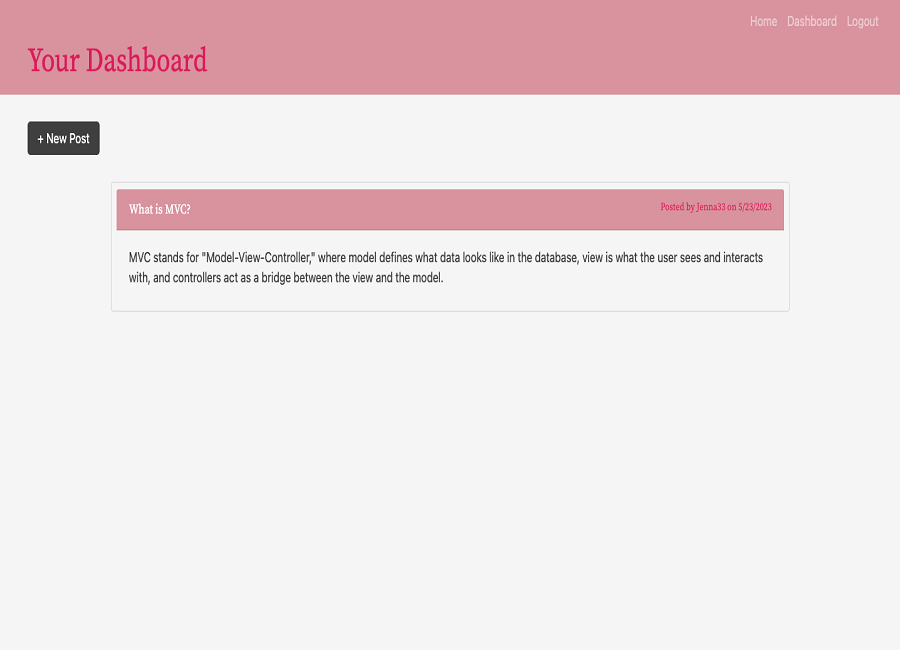 Home Dashboard Logout
Your Dashboard
+ New Post
What is MVC? Posted by Jenna33 on 5/23/2023
MVC stands for "Model-View-Controller," where model defines what data looks like in the database, view is what the user sees and interacts
with, and controllers act as a bridge between the view and the model.